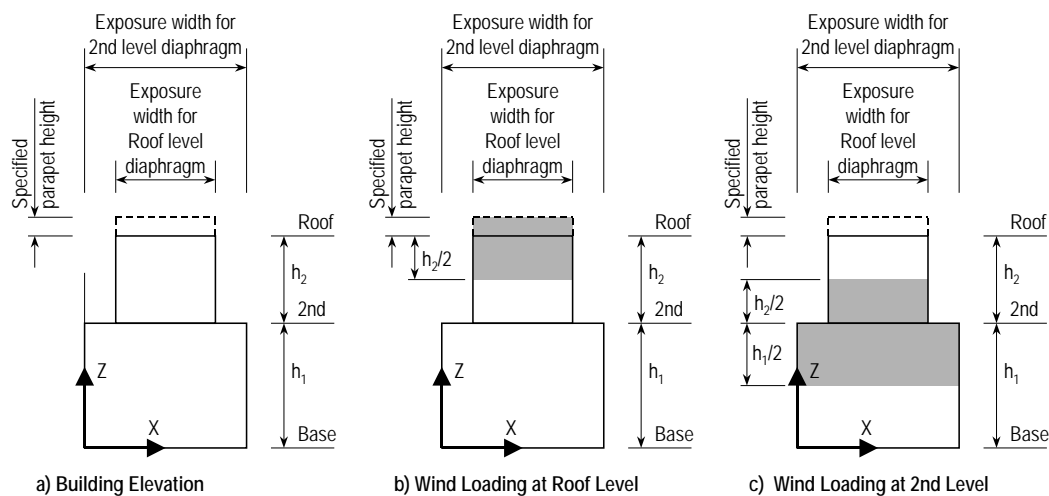 Exposure width for
2nd level diaphragm
Exposure
width for
Roof level
diaphragm
Specified
parapet height
Roof
h2
2nd
h1
Z
X
Base
a) Building Elevation
Exposure width for
2nd level diaphragm
Exposure
width for
Roof level
diaphragm
Specified
parapet height
h2/2
Roof
h2
2nd
h1
Z
X
Base
b) Wind Loading at Roof Level
Exposure width for
2nd level diaphragm
Exposure
width for
Roof level
diaphragm
Specified
parapet height
Roof
h2
h2/2
2nd
h1/2
h1
Z
X
Base
c) Wind Loading at 2nd Level